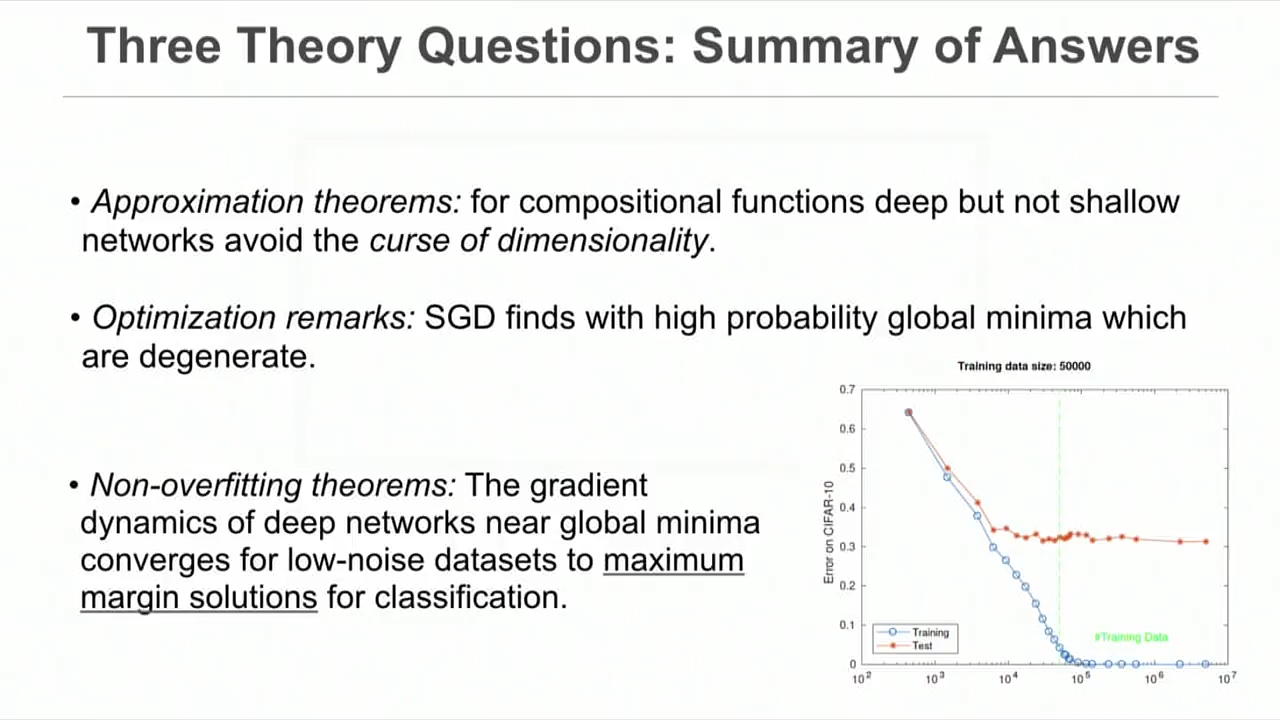 Three Theory Questions: Summary of Answers
• Approximation theorems: for compositional functions deep but not shallow
networks avoid the curse of dimensionality.
• Optimization remarks: SGD finds with high probability global minima which
are degenerate.
• Non-overfitting theorems: The gradient
dynamics of deep networks near global minima
converges for low-noise datasets to maximum
margin solutions for classification.
Training data size: 50000
Error on CIFAR-10
0.7
0.6
0.5
0.4
0.3
0.2
0.1
0
#Training Data
Training
Test
10² 10³ 10⁴ 10⁵ 10⁶ 10⁷